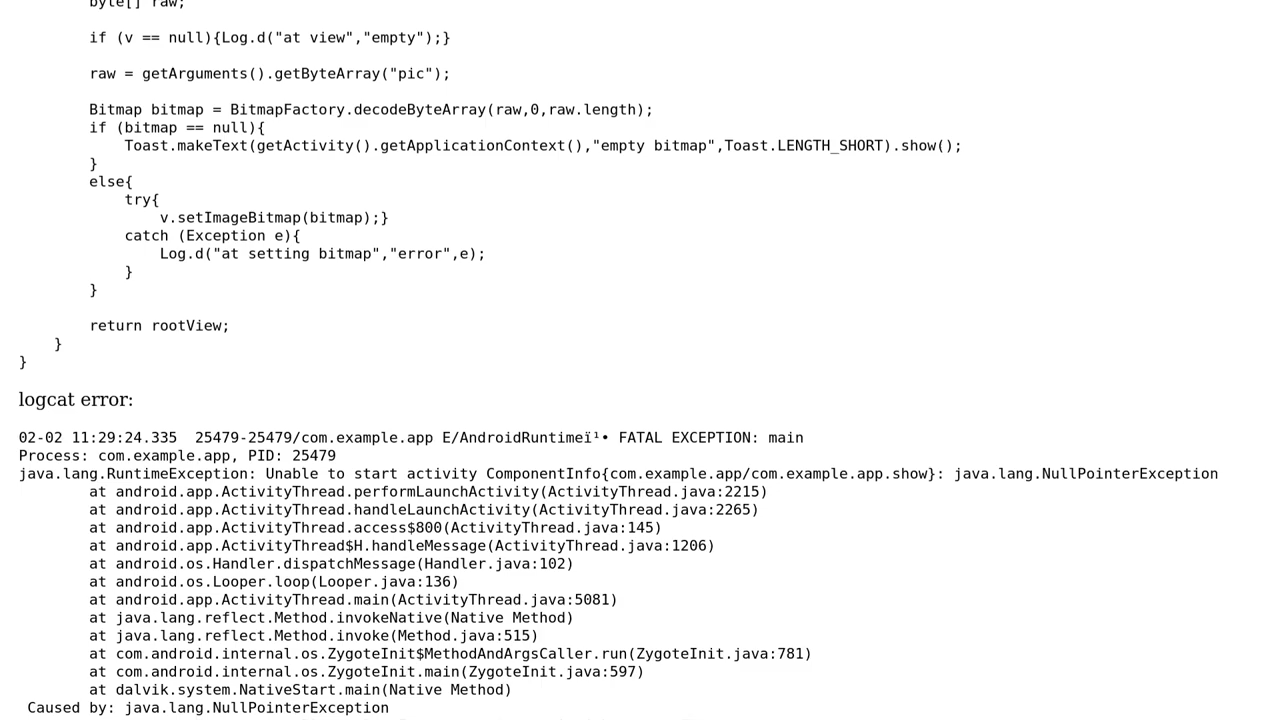 byte[] raw;
if (v == null){Log.d("at view","empty");}
raw = getArguments().getByteArray("pic");
Bitmap bitmap = BitmapFactory.decodeByteArray(raw,0,raw.length);
if (bitmap == null){
Toast.makeText(getActivity().getApplicationContext(),"empty bitmap",Toast.LENGTH_SHORT).show();
}
else{
try{
v.setImageBitmap(bitmap);}
catch (Exception e){
Log.d("at setting bitmap","error",e);
}
}
return rootView;
}
}
logcat error:
02-02 11:29:24.335  25479-25479/com.example.app E/AndroidRuntimeï¹• FATAL EXCEPTION: main
Process: com.example.app, PID: 25479
java.lang.RuntimeException: Unable to start activity ComponentInfo{com.example.app/com.example.app.show}: java.lang.NullPointerException
at android.app.ActivityThread.performLaunchActivity(ActivityThread.java:2215)
at android.app.ActivityThread.handleLaunchActivity(ActivityThread.java:2265)
at android.app.ActivityThread.access$800(ActivityThread.java:145)
at android.app.ActivityThread$H.handleMessage(ActivityThread.java:1206)
at android.os.Handler.dispatchMessage(Handler.java:102)
at android.os.Looper.loop(Looper.java:136)
at android.app.ActivityThread.main(ActivityThread.java:5081)
at java.lang.reflect.Method.invokeNative(Native Method)
at java.lang.reflect.Method.invoke(Method.java:515)
at com.android.internal.os.ZygoteInit$MethodAndArgsCaller.run(ZygoteInit.java:781)
at com.android.internal.os.ZygoteInit.main(ZygoteInit.java:597)
at dalvik.system.NativeStart.main(Native Method)
Caused by: java.lang.NullPointerException